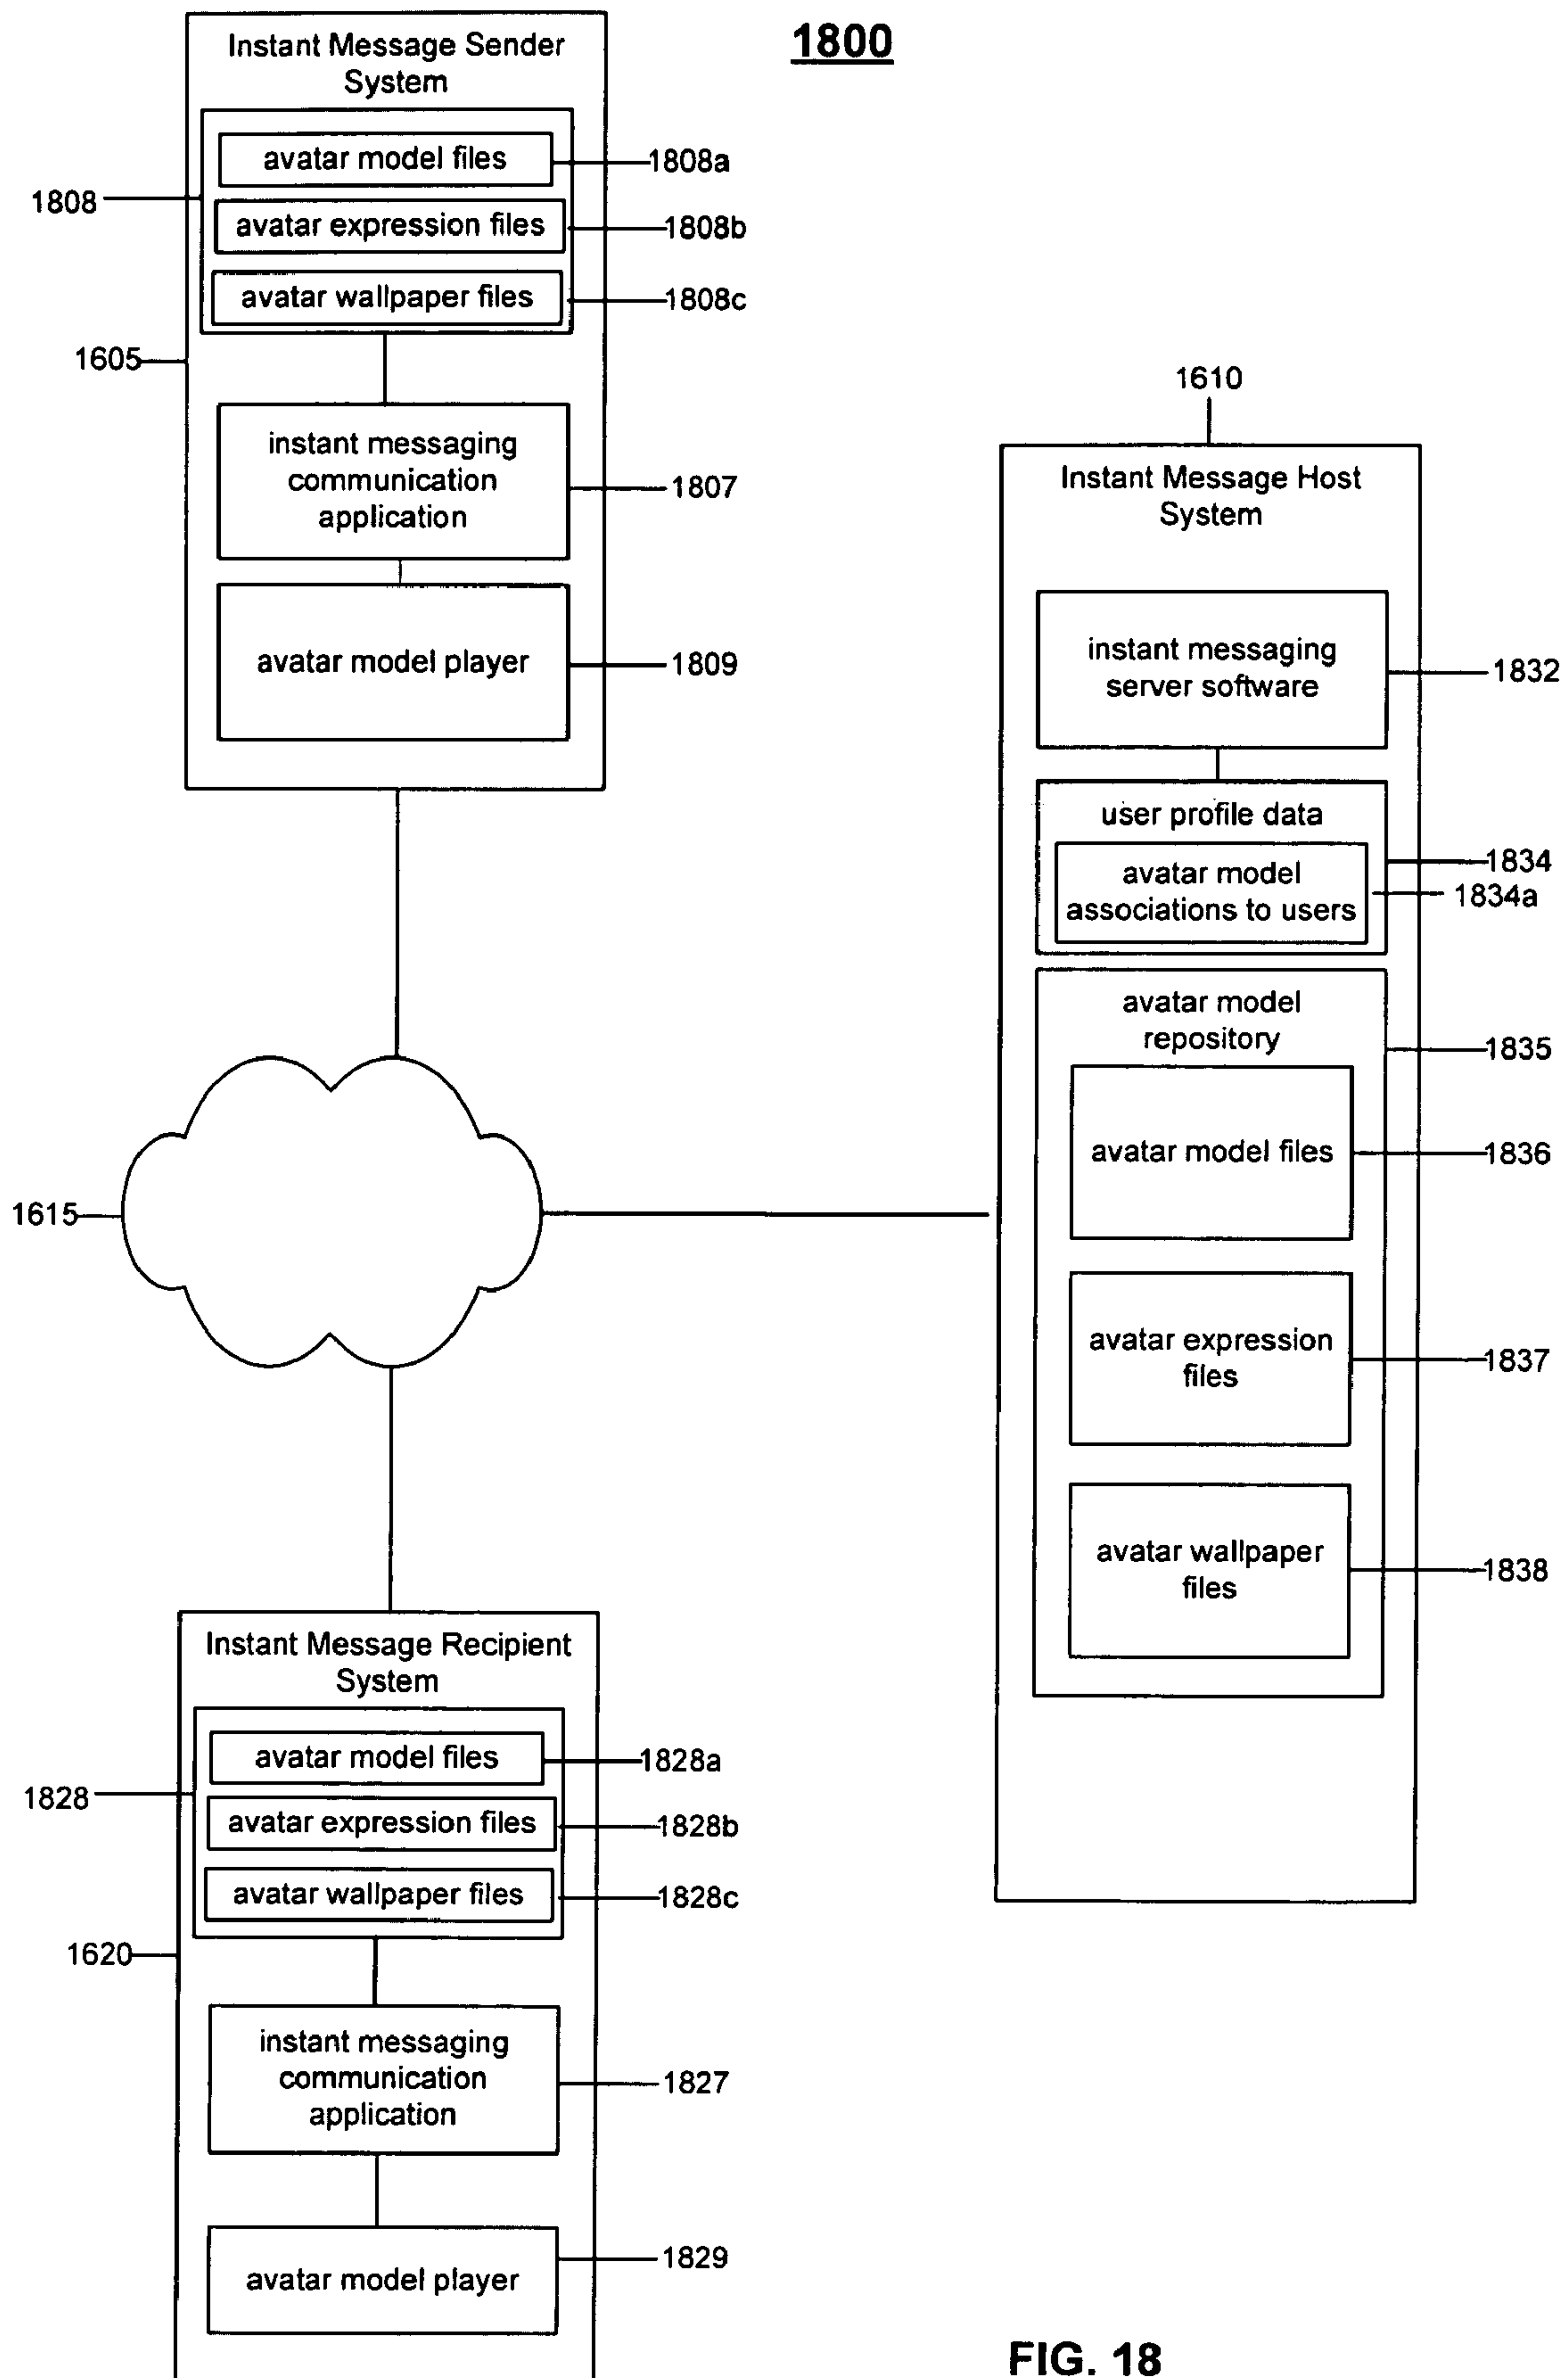 1800
Instant Message Sender
System
avatar model files
1808a
1808
avatar expression files
1808b
avatar wallpaper files
1808c
1605
instant messaging
communication
application
1807
avatar model player
1809
1610
Instant Message Host
System
instant messaging
server software
1832
user profile data
1834
avatar model
associations to users
1834a
avatar model
repository
1835
avatar model files
1836
avatar expression
files
1837
avatar wallpaper
files
1838
1615
Instant Message Recipient
System
avatar model files
1828a
1828
avatar expression files
1828b
avatar wallpaper files
1828c
1620
instant messaging
communication
application
1827
avatar model player
1829
FIG. 18